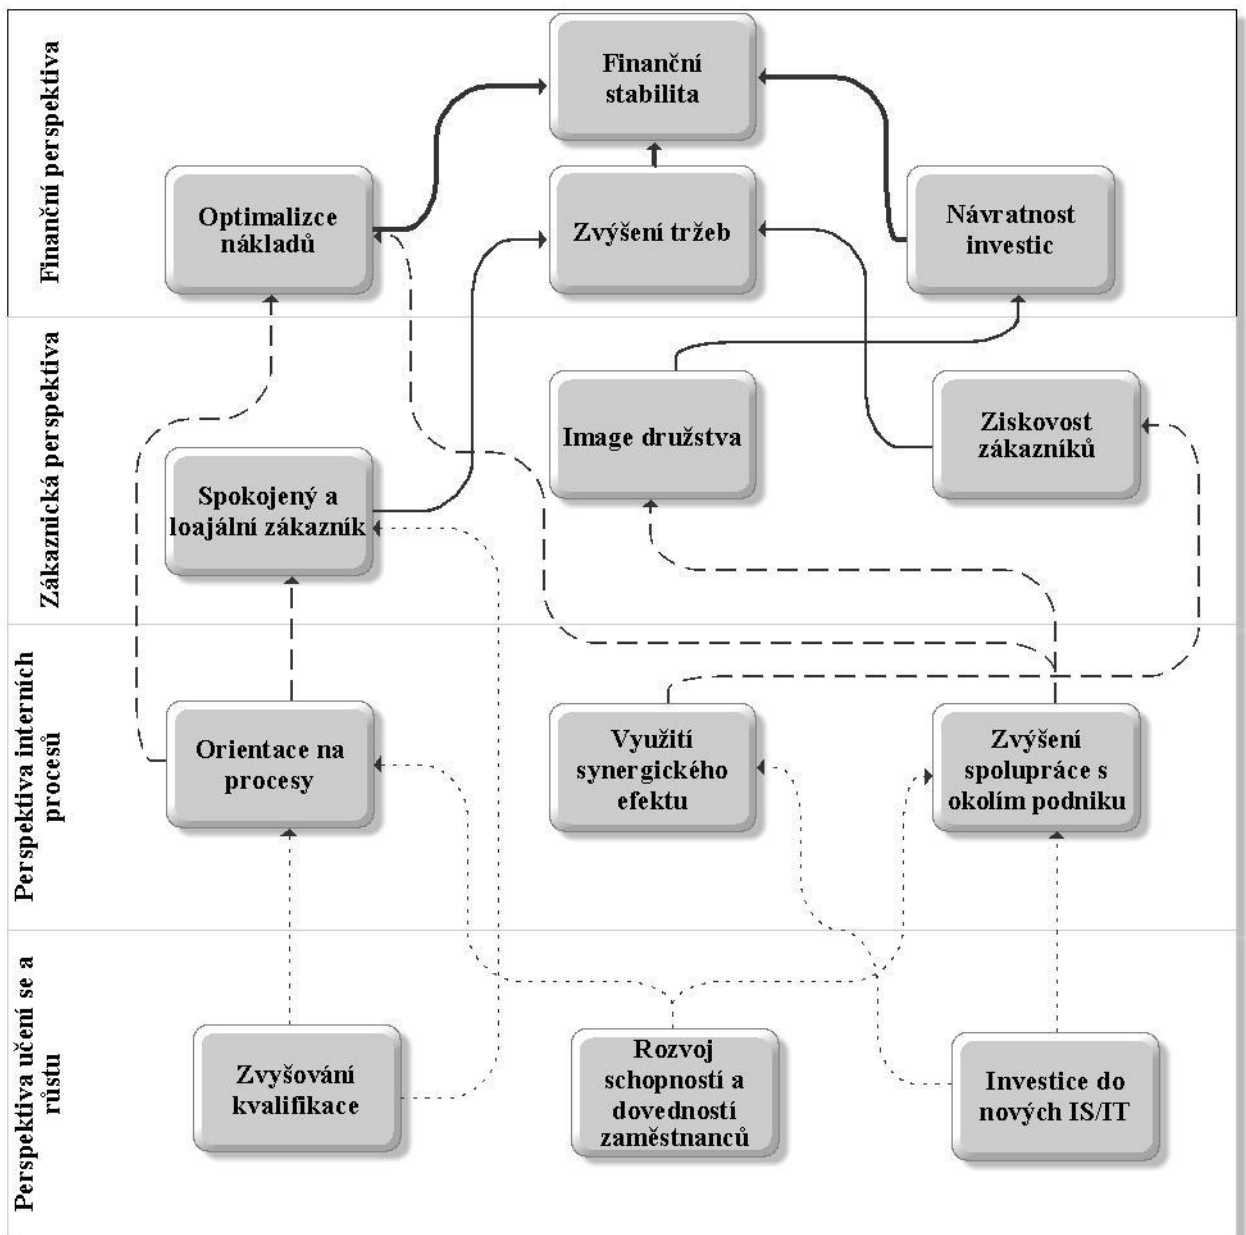 Finanční perspektiva
Finanční
stabilita
Optimalizce
nákladů
Zvýšení tržeb
Návratnost
investic
Zákaznická perspektiva
Image družstva
Ziskovost
zákazníků
Spokojený a
loajální zákazník
Perspektiva interních
procesů
Orientace na
procesy
Využití
synergického
efektu
Zvýšení
spolupráce s
okolím podniku
Perspektiva učení se a
růstu
Zvyšování
kvalifikace
Rozvoj
schopností a
dovedností
zaměstnanců
Investice do
nových IS/IT